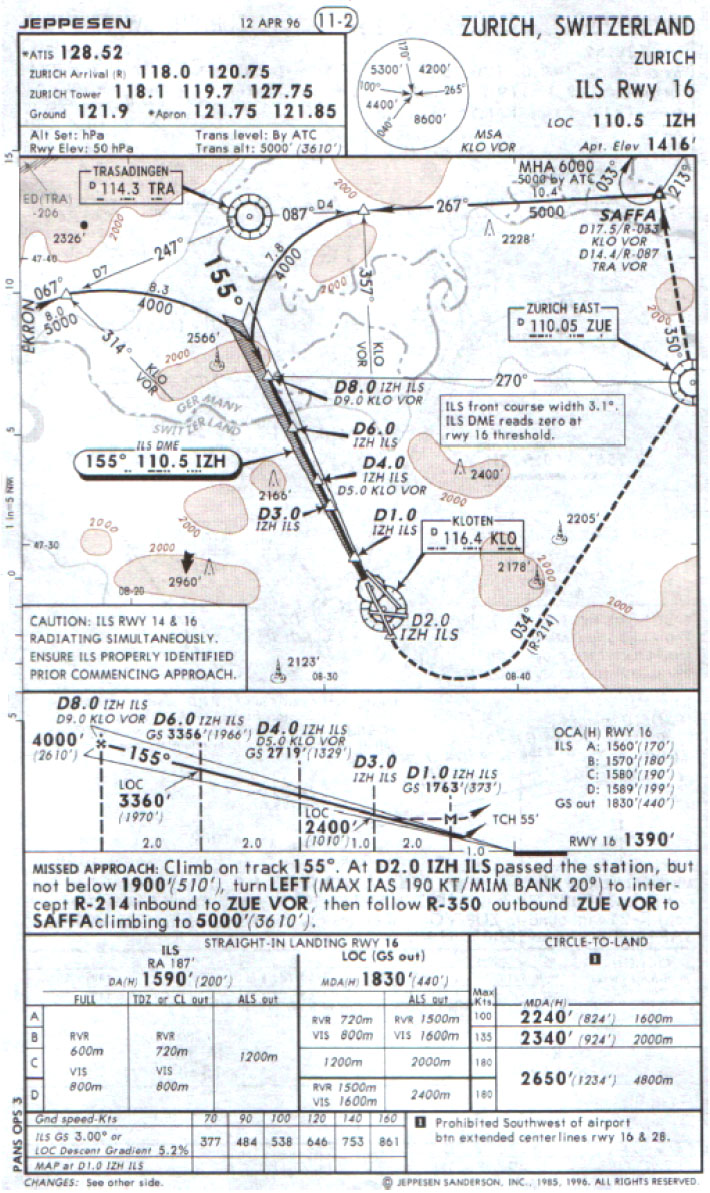 JEPPESEN 12 APR 96 (11-2) ZURICH, SWITZERLAND
ZURICH
ILS Rwy 16
LOC 110.5 IZH
*ATIS 128.52
ZURICH Arrival (R) 118.0 120.75
ZURICH Tower 118.1 119.7 127.75
Ground 121.9 *Apron 121.75 121.85
Alt Set: hPa Trans level: By ATC
Rwy Elev: 50 hPa Trans alt: 5000' (3610')
170°
5300' 4200'
100° 265°
4400'
040° 8600'
MSA
KLO VOR
Apt. Elev 1416'
TRASADINGEN
D 114.3 TRA
ED(TRA)
-206
2326'
2000
MHA 6000
5000 by ATC
10.4
5000
033°
213°
SAFFA
D17.5/R-033
KLO VOR
D14.4/R-087
TRA VOR
087° D4
267°
247°
D7
2228'
47-40
067°
8.3
4000
8.0
5000
EKRON
314°
KLO
VOR
155°
7.8
4000
357°
KLO
VOR
ZURICH EAST
D 110.05 ZUE
350°
2566'
2000
2000
2000
D8.0 IZH ILS
D9.0 KLO VOR
270°
GERMANY
SWITZERLAND
ILS front course width 3.1°.
ILS DME reads zero at
rwy 16 threshold.
D6.0
IZH ILS
ILS DME
155° 110.5 IZH
D4.0
IZH ILS
D5.0 KLO VOR
2000
2400'
2166'
D3.0
IZH ILS
D1.0
IZH ILS
KLOTEN
D 116.4 KLO
2205'
2178'
2000
47-30
2000
2000
2960'
08-20
D2.0
IZH ILS
034°
(R-214)
2000
CAUTION: ILS RWY 14 & 16
RADIATING SIMULTANEOUSLY.
ENSURE ILS PROPERLY IDENTIFIED
PRIOR COMMENCING APPROACH.
2123'
08-30
08-40
15
10
5
1 in=5 NM
0
5
D8.0 IZH ILS
D9.0 KLO VOR
D6.0 IZH ILS
GS 3356'(1966')
D4.0 IZH ILS
D5.0 KLO VOR
GS 2719'(1329')
D3.0
IZH ILS
D1.0 IZH ILS
GS 1763'(373')
4000'
(2610')
155°
LOC
3360'
(1970')
LOC
2400'
(1010')
M
TCH 55'
2.0 2.0 1.0 2.0 1.0
RWY 16 1390'
OCA(H) RWY 16
ILS A: 1560'(170')
B: 1570'(180')
C: 1580'(190')
D: 1589'(199')
GS out 1830'(440')
MISSED APPROACH: Climb on track 155°. At D2.0 IZH ILS passed the station, but
not below 1900'(510'), turn LEFT (MAX IAS 190 KT/MIM BANK 20°) to inter-
cept R-214 inbound to ZUE VOR, then follow R-350 outbound ZUE VOR to
SAFFA climbing to 5000'(3610').
STRAIGHT-IN LANDING RWY 16 CIRCLE-TO-LAND
ILS LOC (GS out) 1
RA 187'
DA(H) 1590'(200') MDA(H) 1830'(440')
FULL TDZ or CL out ALS out ALS out Max Kts. MDA(H)
A RVR 720m VIS 800m RVR 1500m VIS 1600m 100 2240'(824') 1600m
B RVR 600m VIS 800m RVR 720m VIS 800m 1200m 135 2340'(924') 2000m
C 1200m 2000m 180 2650'(1234') 4800m
D RVR 1500m VIS 1600m 2400m 180
Gnd speed-Kts 70 90 100 120 140 160
ILS GS 3.00° or
LOC Descent Gradient 5.2% 377 484 538 646 753 861
MAP at D1.0 IZH ILS
1 Prohibited Southwest of airport
btn extended centerlines rwy 16 & 28.
PANS OPS 3
CHANGES: See other side. © JEPPESEN SANDERSON, INC., 1985, 1996. ALL RIGHTS RESERVED.